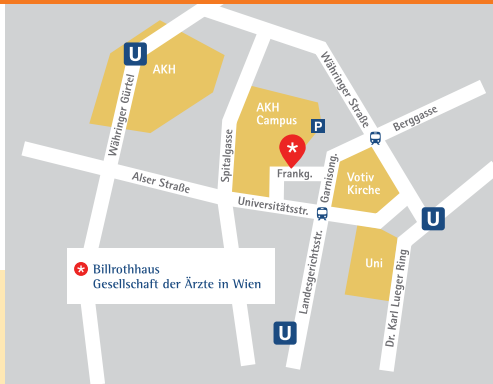 U
AKH
Währinger Gürtel
Spitalgasse
AKH
Campus
P
Währinger Straße
Berggasse
Alser Straße
Frankg.
Garnisong.
Votiv
Kirche
Universitätsstr.
U
Landesgerichtsstr.
Uni
Dr. Karl Lueger Ring
Billrothhaus
Gesellschaft der Ärzte in Wien
U